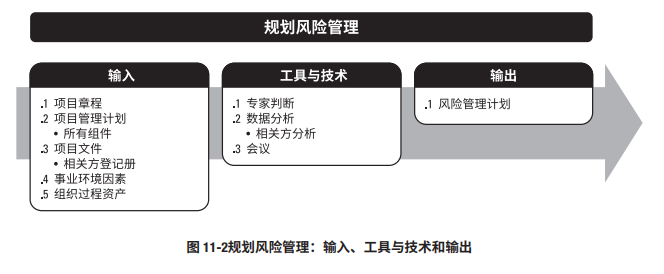 规划风险管理
输入
.1 项目章程
.2 项目管理计划
• 所有组件
.3 项目文件
• 相关方登记册
.4 事业环境因素
.5 组织过程资产
工具与技术
.1 专家判断
.2 数据分析
• 相关方分析
.3 会议
输出
.1 风险管理计划
图 11-2规划风险管理：输入、工具与技术和输出